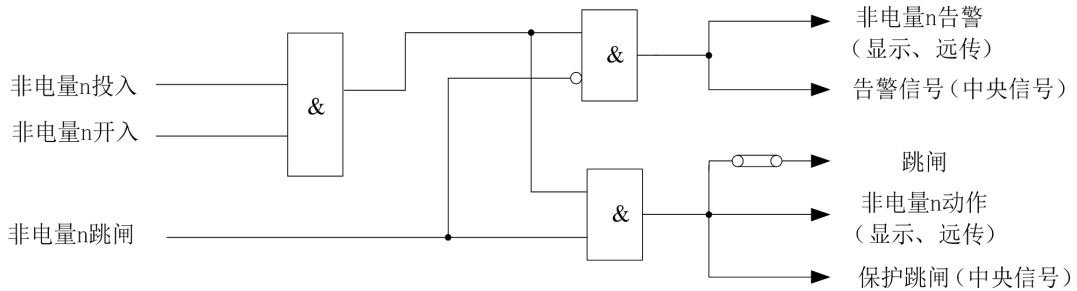 非电量n投入
非电量n开入
非电量n跳闸
&
&
&
非电量n告警
（显示、远传）
告警信号（中央信号）
跳闸
非电量n动作
（显示、远传）
保护跳闸（中央信号）